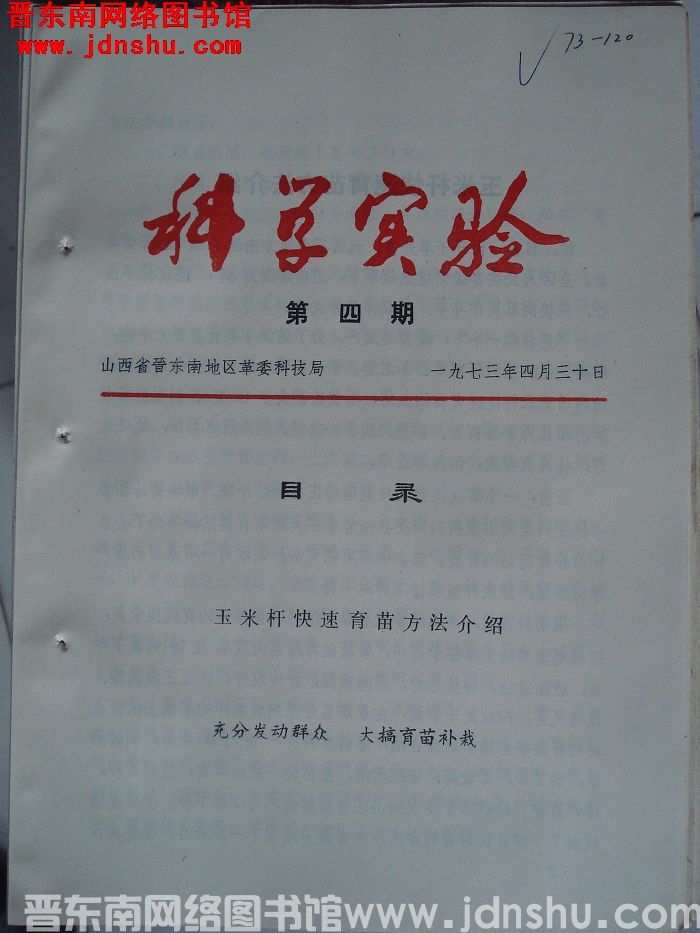 晋东南网络图书馆
www.jdnshu.com
73-120
科学实验
第四期
山西省晋东南地区革委科技局 一九七三年四月三十日
目录
玉米杆快速育苗方法介绍
充分发动群众 大搞育苗补栽
晋东南网络图书馆www.jdnshu.com